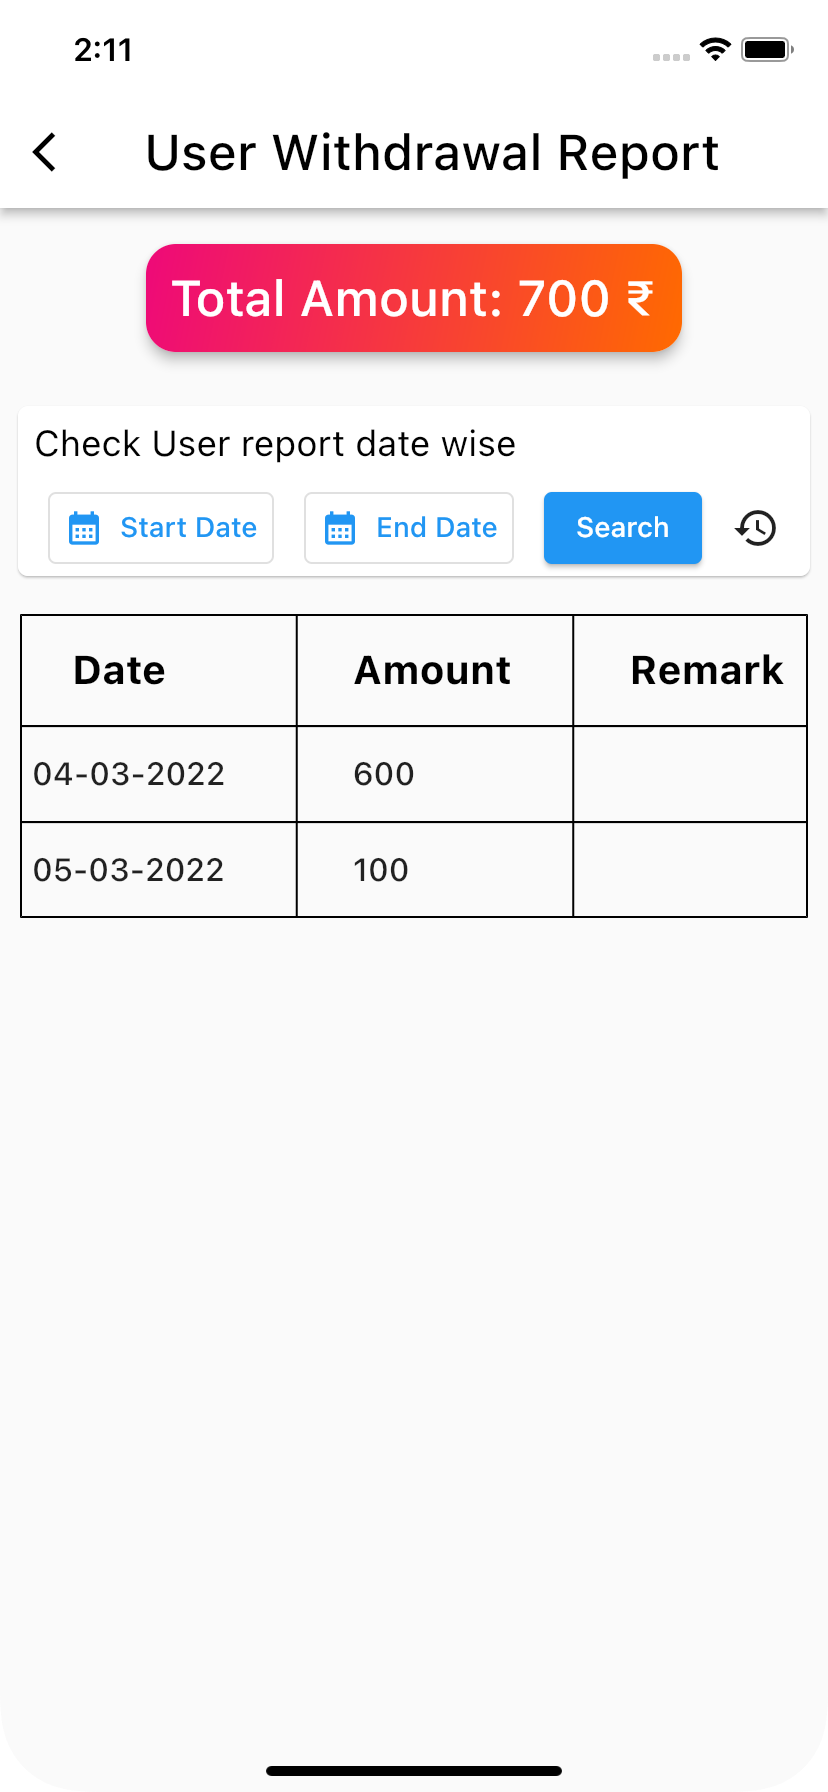 2:11
User Withdrawal Report
Total Amount: 700 ₹
Check User report date wise
Start Date End Date Search
Date Amount Remark
04-03-2022 600
05-03-2022 100